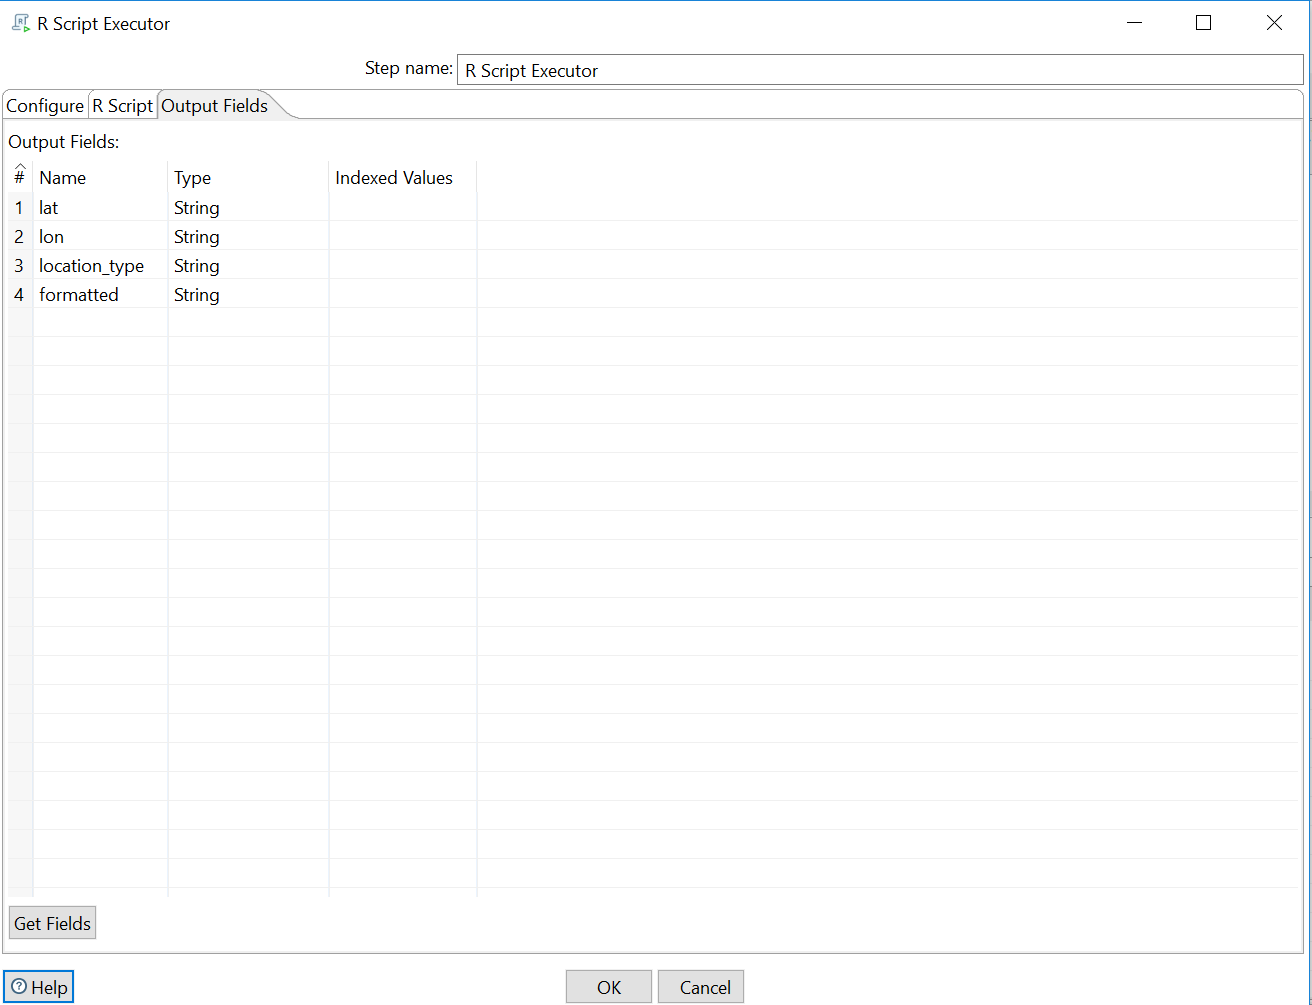 R Script Executor
Step name: R Script Executor
Configure R Script Output Fields
Output Fields:
# Name Type Indexed Values
1 lat String
2 lon String
3 location_type String
4 formatted String
Get Fields
Help OK Cancel